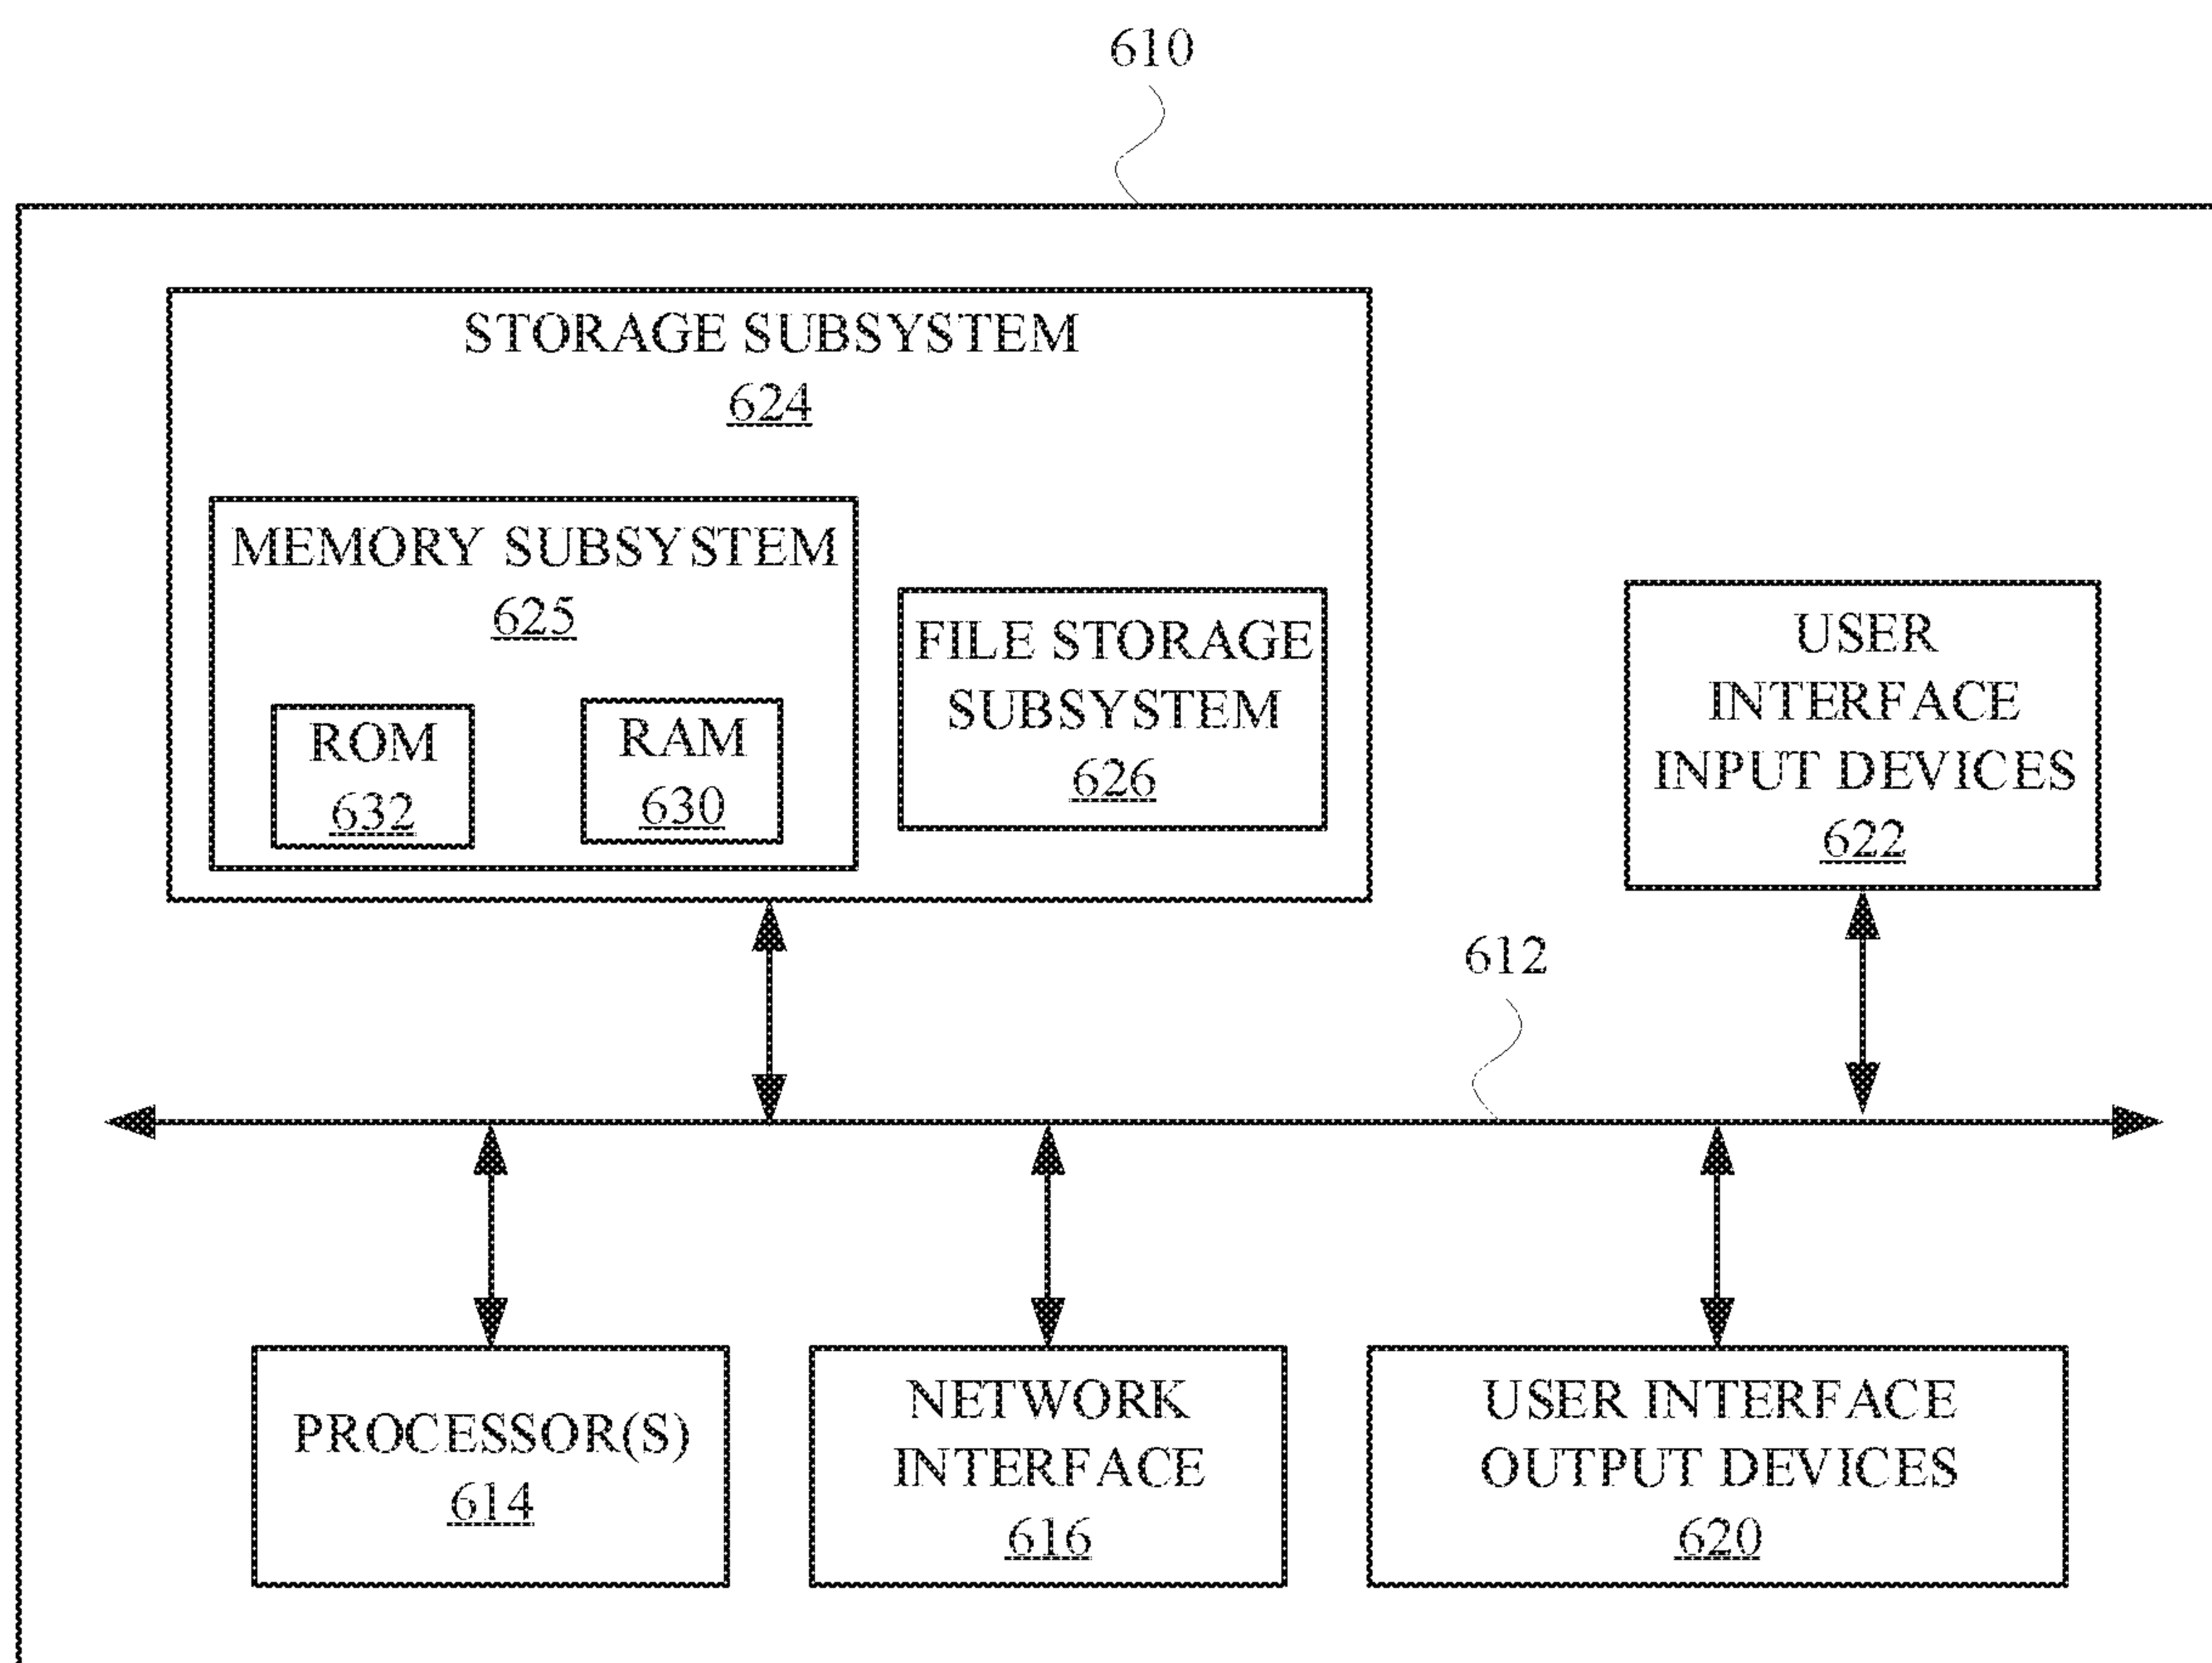 610
STORAGE SUBSYSTEM
624
MEMORY SUBSYSTEM
625
ROM
632
RAM
630
FILE STORAGE
SUBSYSTEM
626
USER
INTERFACE
INPUT DEVICES
622
612
PROCESSOR(S)
614
NETWORK
INTERFACE
616
USER INTERFACE
OUTPUT DEVICES
620